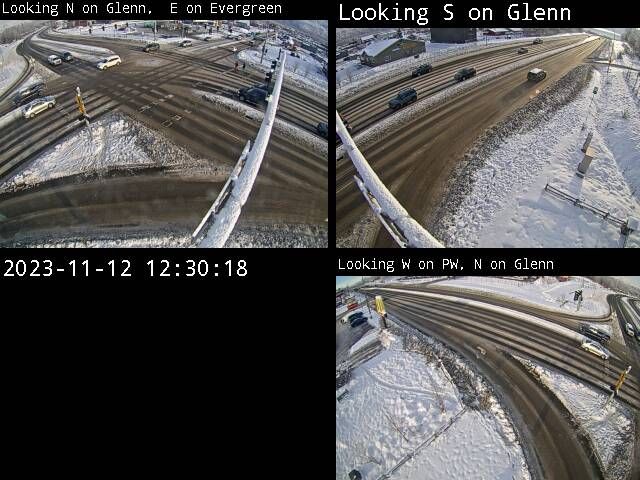 Looking N on Glenn,  E on Evergreen
Looking S on Glenn
2023-11-12 12:30:18
Looking W on PW, N on Glenn